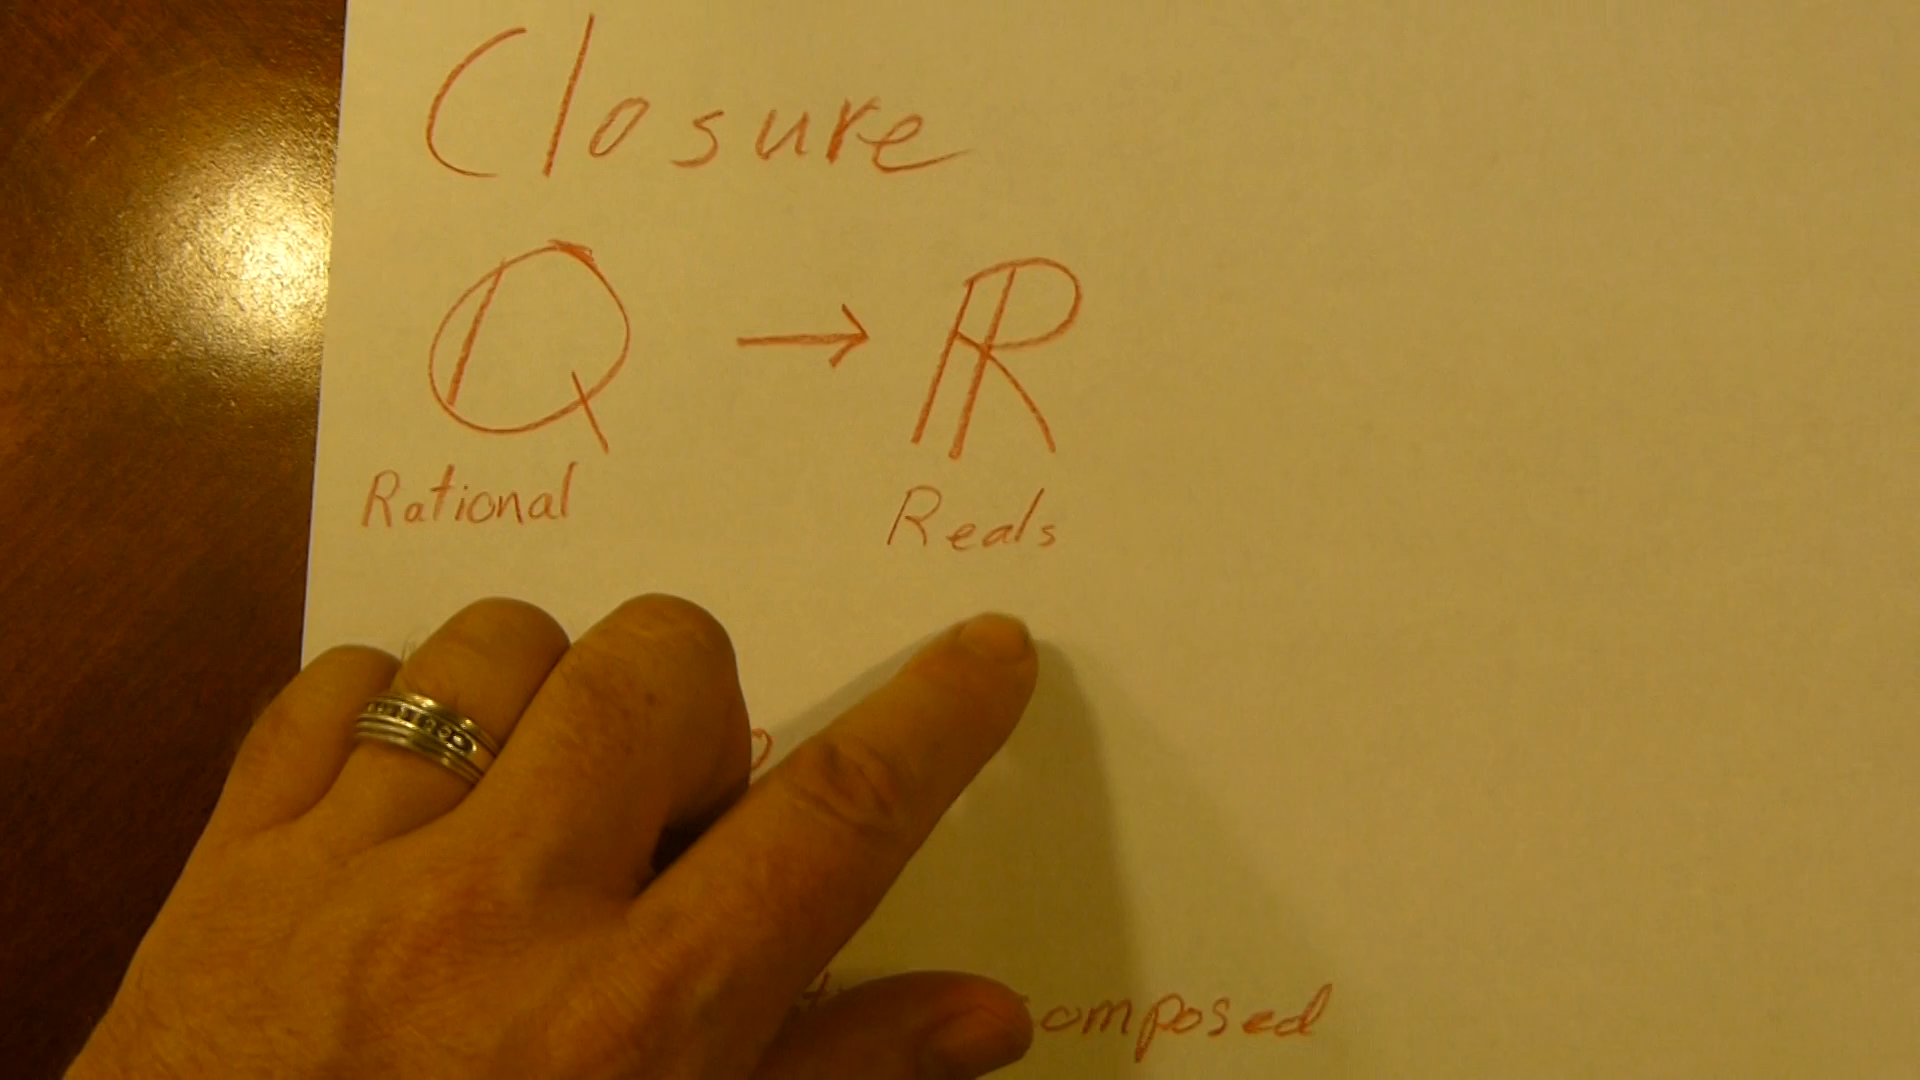 Closure
ℚ → ℝ
Rational Reals
omposed